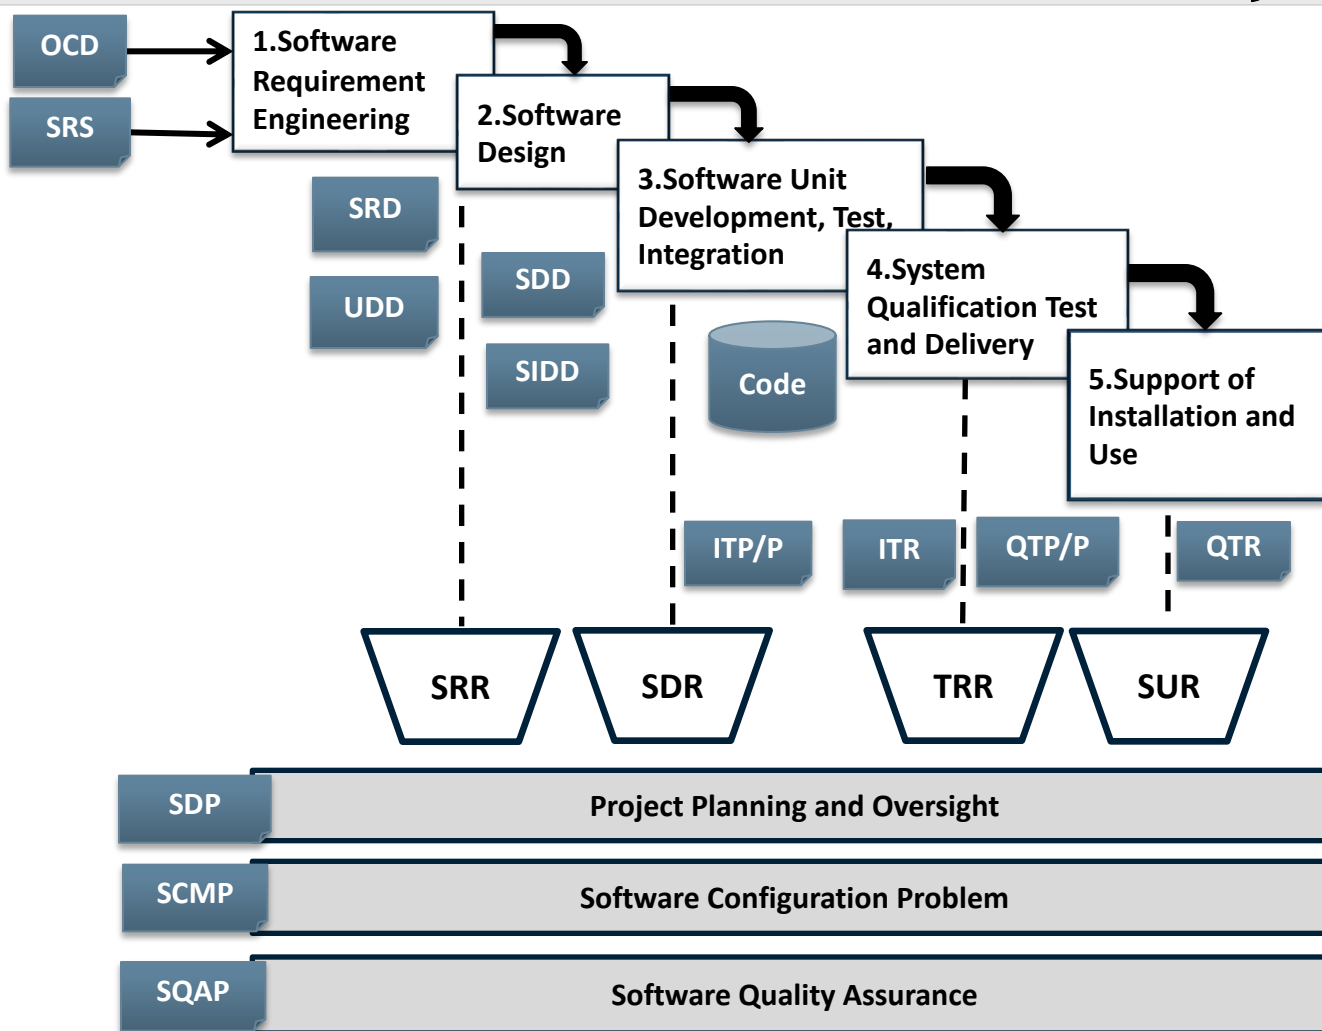 OCD
SRS
1.Software
Requirement
Engineering
2.Software
Design
3.Software Unit
Development, Test,
Integration
4.System
Qualification Test
and Delivery
5.Support of
Installation and
Use
SRD
UDD
SDD
SIDD
Code
ITP/P
ITR
QTP/P
QTR
SRR
SDR
TRR
SUR
SDP
Project Planning and Oversight
SCMP
Software Configuration Problem
SQAP
Software Quality Assurance